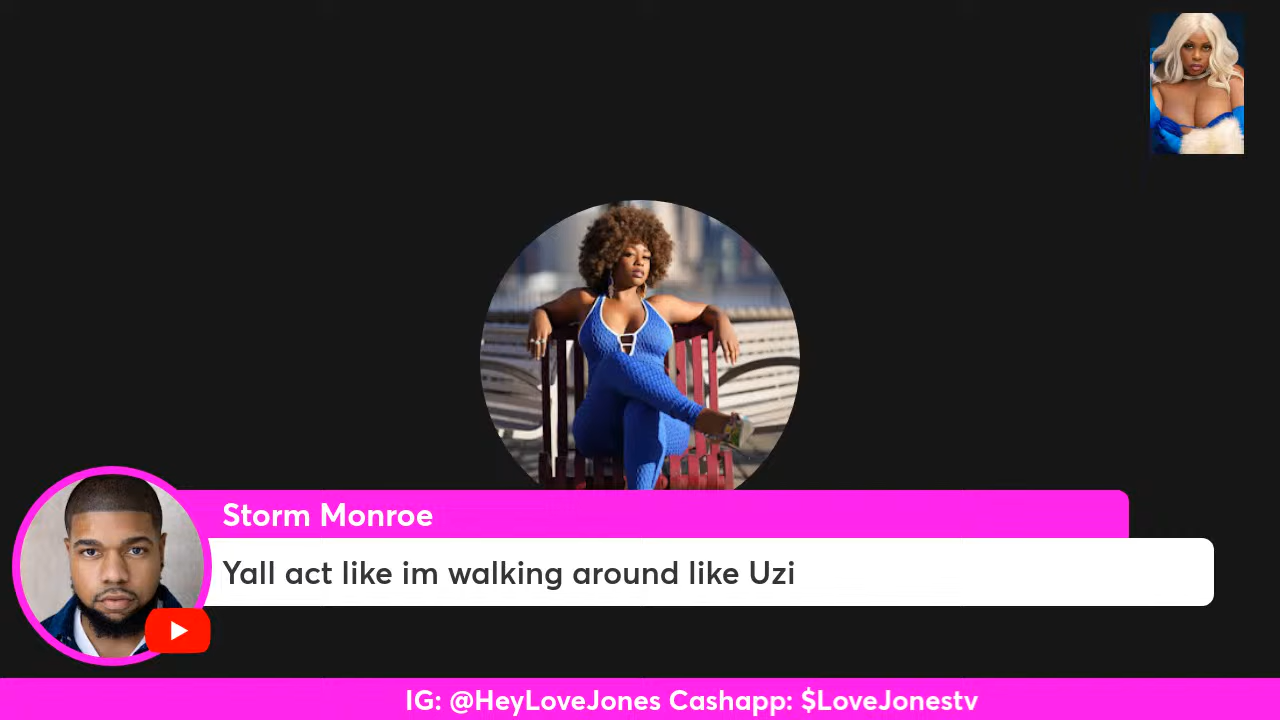 Storm Monroe
Yall act like im walking around like Uzi
IG: @HeyLoveJones Cashapp: $LoveJonestv